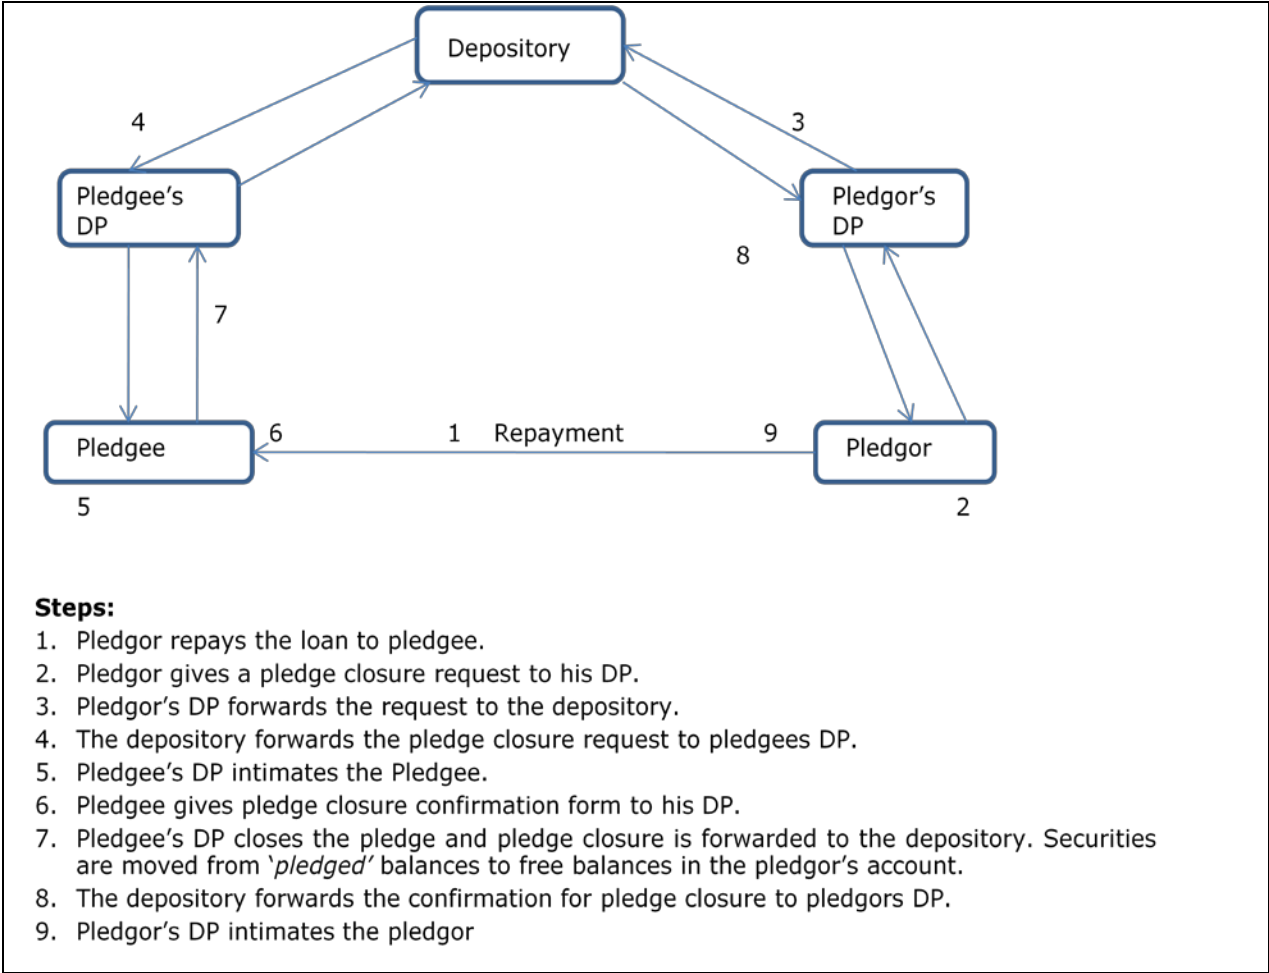 Depository
4
3
Pledgee’s
DP
Pledgor’s
DP
8
7
6
1 Repayment
9
Pledgee
Pledgor
5
2
Steps:
1. Pledgor repays the loan to pledgee.
2. Pledgor gives a pledge closure request to his DP.
3. Pledgor’s DP forwards the request to the depository.
4. The depository forwards the pledge closure request to pledgees DP.
5. Pledgee’s DP intimates the Pledgee.
6. Pledgee gives pledge closure confirmation form to his DP.
7. Pledgee’s DP closes the pledge and pledge closure is forwarded to the depository. Securities
are moved from ‘pledged’ balances to free balances in the pledgor’s account.
8. The depository forwards the confirmation for pledge closure to pledgors DP.
9. Pledgor’s DP intimates the pledgor